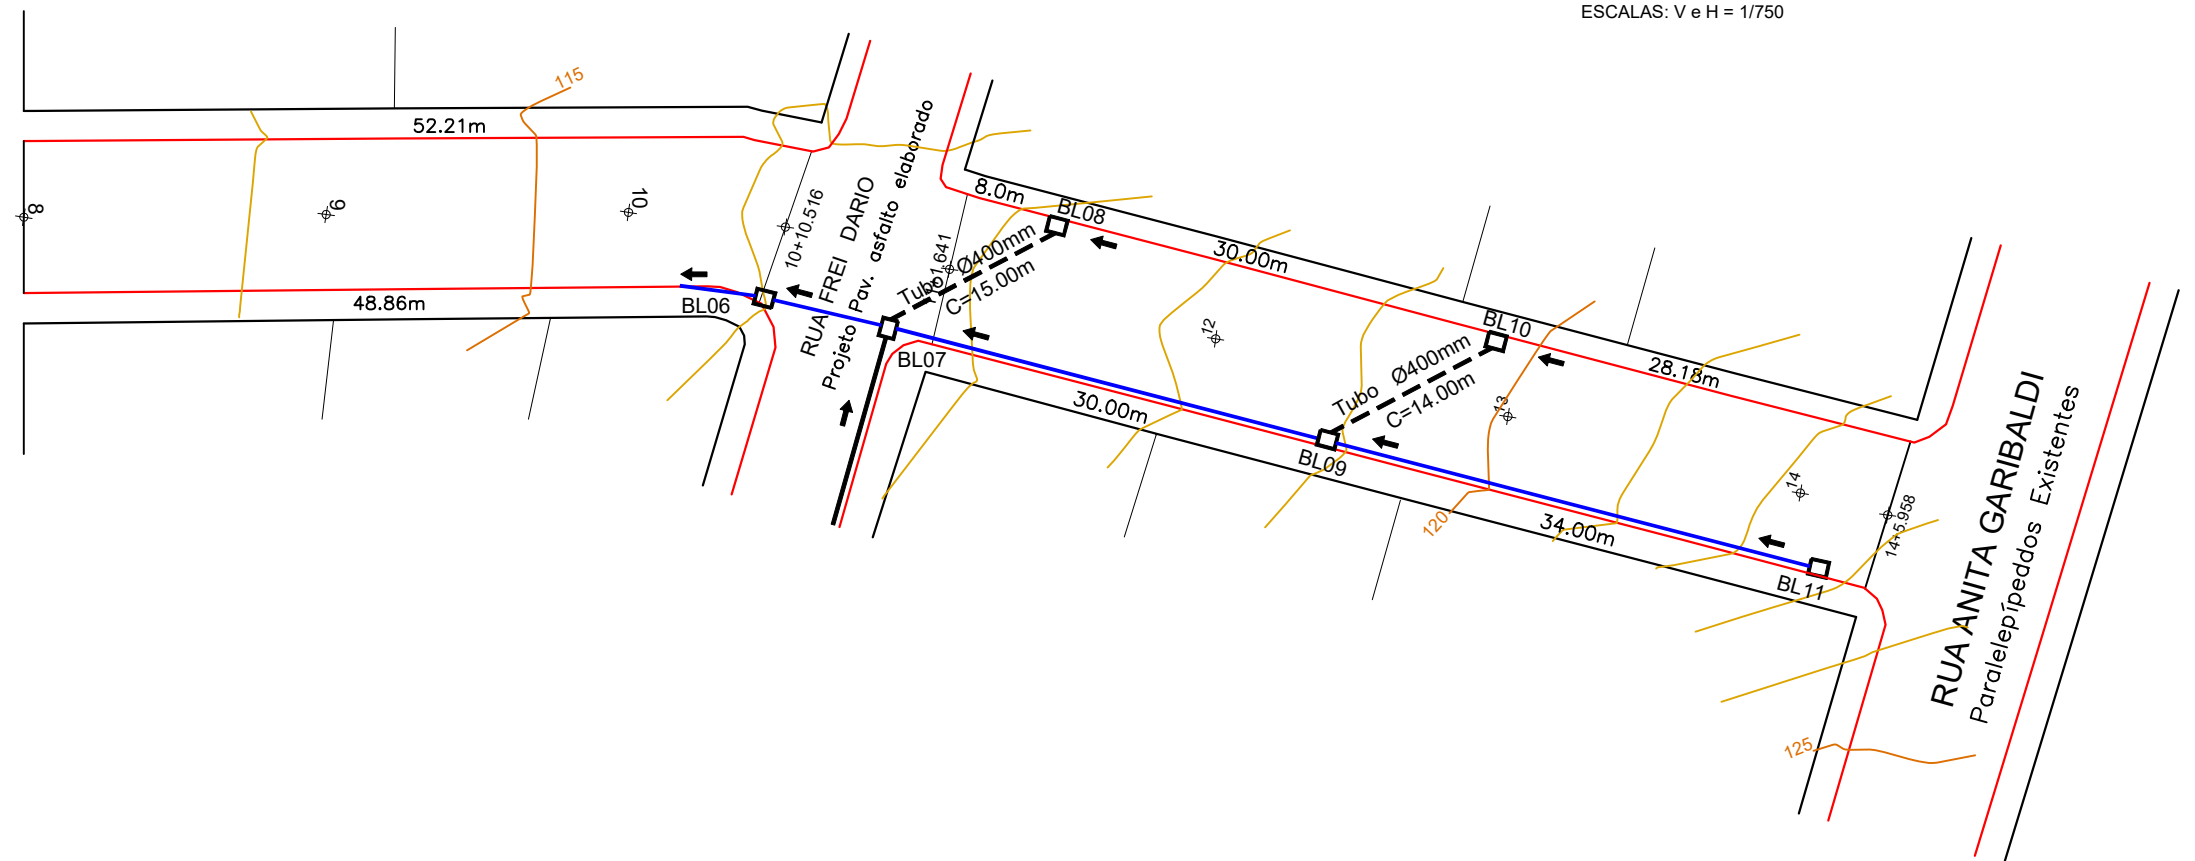 ESCALAS: V e H = 1/750
115
52.21m
8
9
10
10+10.516
48.86m
BL06
RUA FREI DARIO
Projeto Pav. asfalto elaborado
8.0m
BL08
Tubo Ø400mm
C=15.00m
BL07
30.00m
12
30.00m
BL10
Tubo Ø400mm
C=14.00m
BL09
13
28.18m
120
34.00m
14
14+5.958
BL11
RUA ANITA GARIBALDI
Paralelepípeddos Existentes
125